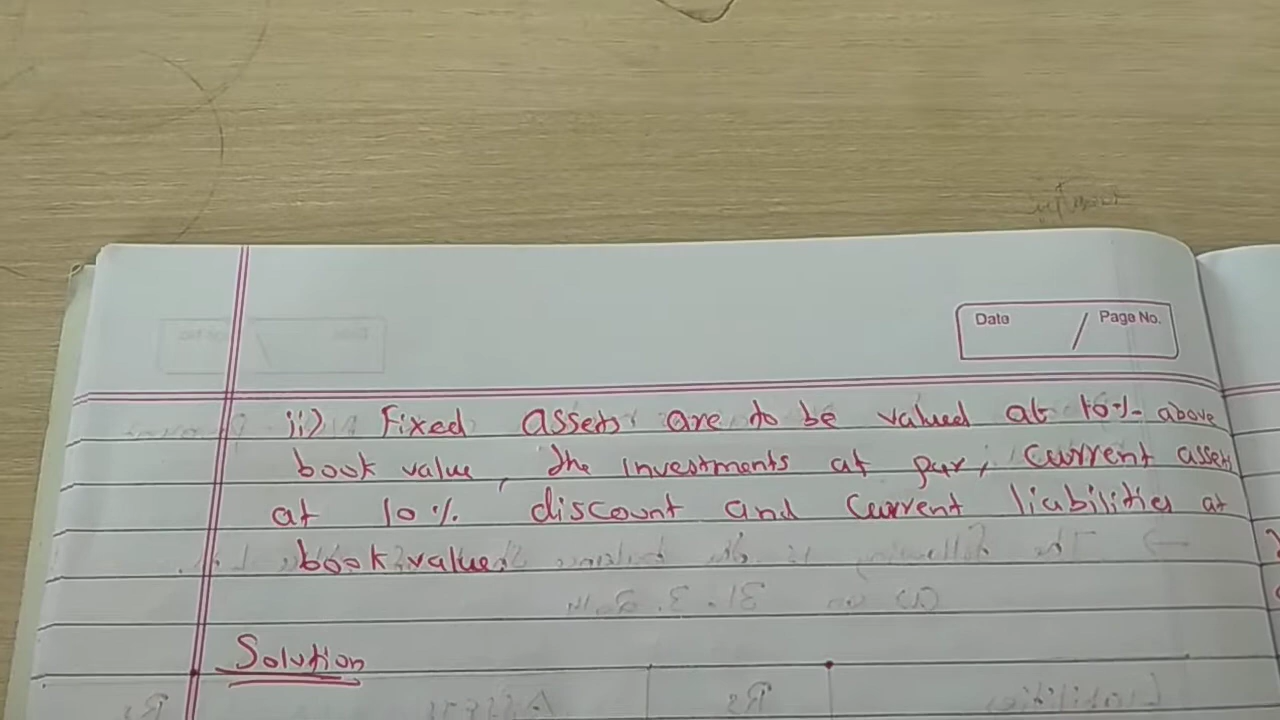 Date / Page No.
ii) Fixed assets are to be valued at 10% above
book value, the investments at par, current assets
at 10% discount and current liabilities at
book value.
Solution